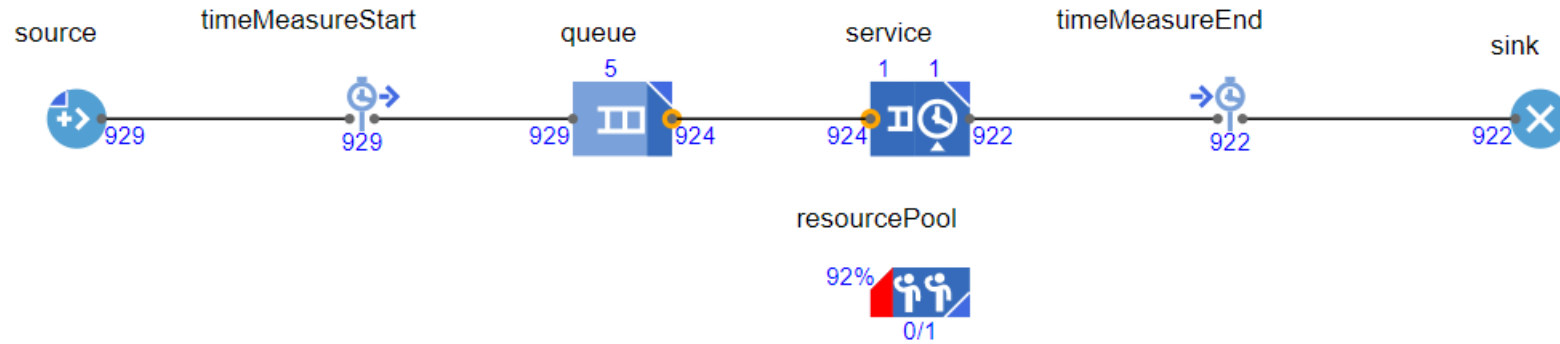 source
timeMeasureStart
queue
service
timeMeasureEnd
sink
5
1 1
929
929
929
924
924
922
922
922
resourcePool
92%
0/1